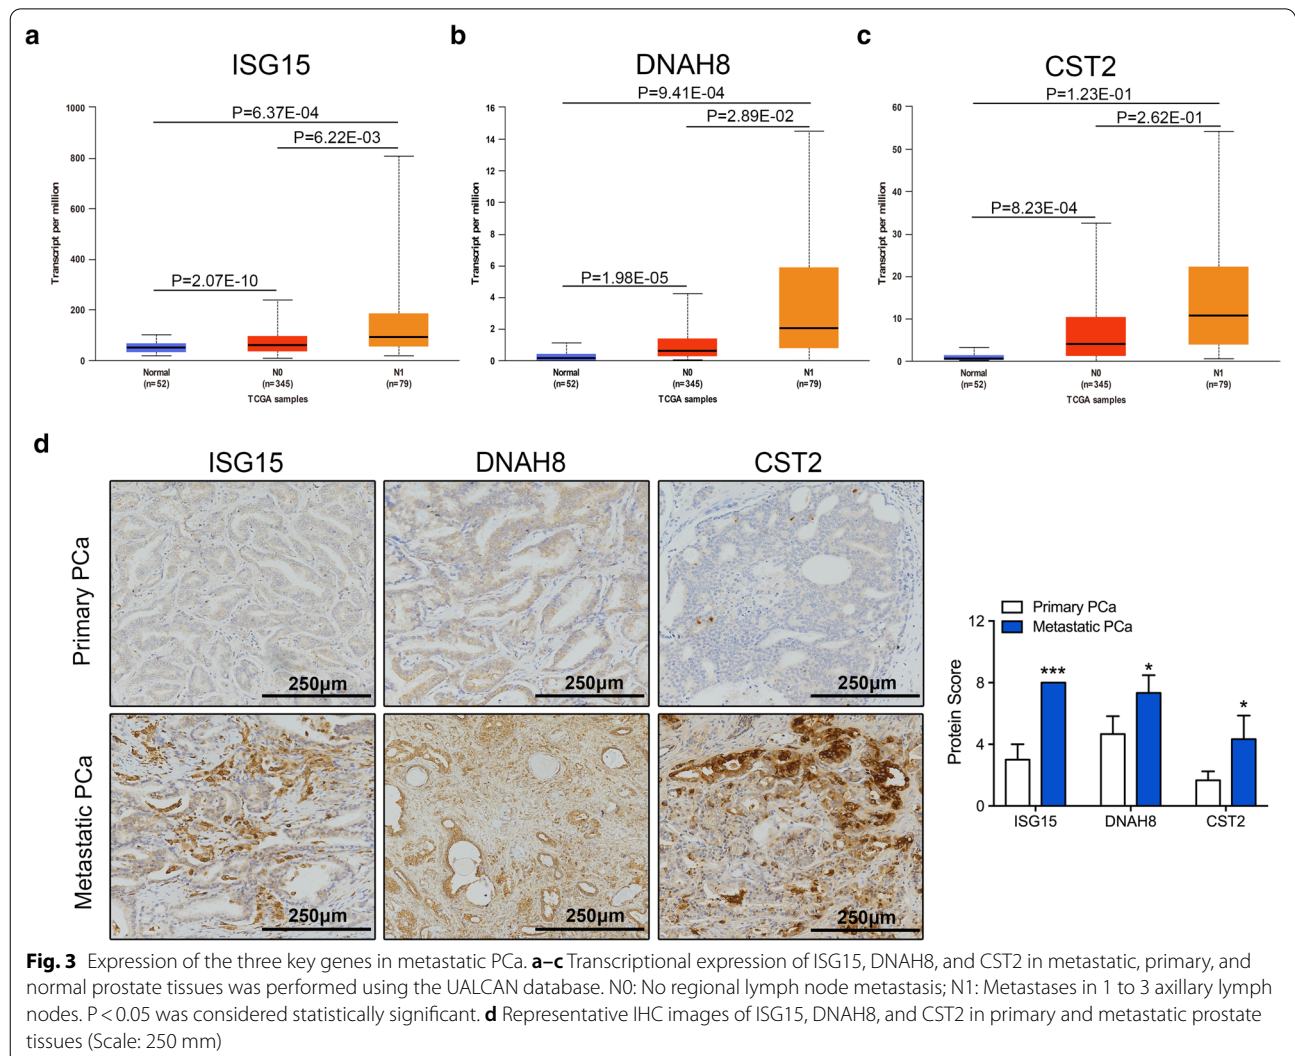 a
b
c
ISG15
DNAH8
CST2
1000
800
600
400
200
0
Transcript per million
P=6.37E-04
P=6.22E-03
P=2.07E-10
Normal
(n=52)
N0
(n=345)
N1
(n=79)
TCGA samples
16
14
12
10
8
6
4
2
0
Transcript per million
P=9.41E-04
P=2.89E-02
P=1.98E-05
Normal
(n=52)
N0
(n=345)
N1
(n=79)
TCGA samples
60
50
40
30
20
10
0
Transcript per million
P=1.23E-01
P=2.62E-01
P=8.23E-04
Normal
(n=52)
N0
(n=345)
N1
(n=79)
TCGA samples
d
ISG15
DNAH8
CST2
Primary PCa
250μm
250μm
250μm
Metastatic PCa
250μm
250μm
250μm
Primary PCa
Metastatic PCa
12
8
4
0
Protein Score
***
*
*
ISG15
DNAH8
CST2
Fig. 3 Expression of the three key genes in metastatic PCa. a–c Transcriptional expression of ISG15, DNAH8, and CST2 in metastatic, primary, and
normal prostate tissues was performed using the UALCAN database. N0: No regional lymph node metastasis; N1: Metastases in 1 to 3 axillary lymph
nodes. P < 0.05 was considered statistically significant. d Representative IHC images of ISG15, DNAH8, and CST2 in primary and metastatic prostate
tissues (Scale: 250 mm)